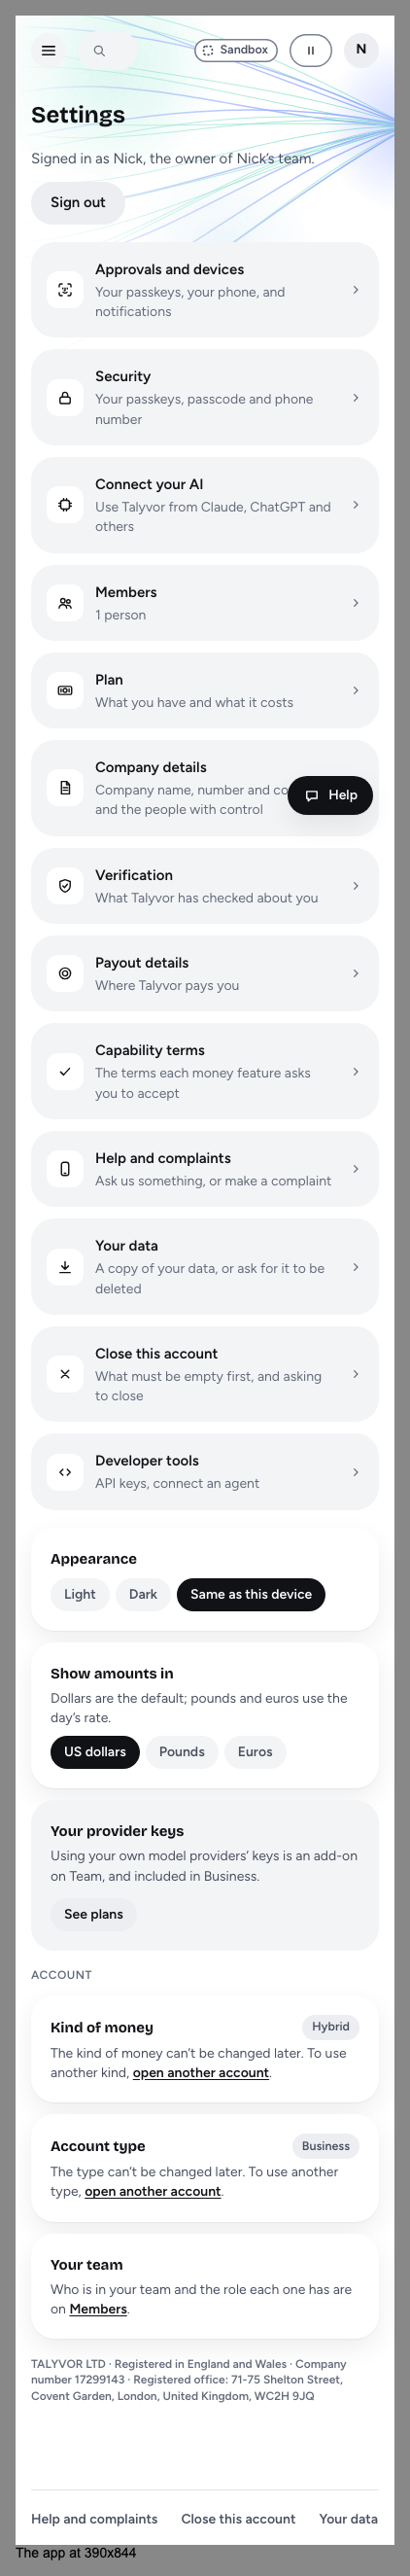 Sandbox
N
Settings
Signed in as Nick, the owner of Nick’s team.
Sign out
Approvals and devices
Your passkeys, your phone, and
notifications
Security
Your passkeys, passcode and phone
number
Connect your AI
Use Talyvor from Claude, ChatGPT and
others
Members
1 person
Plan
What you have and what it costs
Company details
Company name, number and co
and the people with control
Help
Verification
What Talyvor has checked about you
Payout details
Where Talyvor pays you
Capability terms
The terms each money feature asks
you to accept
Help and complaints
Ask us something, or make a complaint
Your data
A copy of your data, or ask for it to be
deleted
Close this account
What must be empty first, and asking
to close
Developer tools
API keys, connect an agent
Appearance
Light Dark Same as this device
Show amounts in
Dollars are the default; pounds and euros use the
day’s rate.
US dollars Pounds Euros
Your provider keys
Using your own model providers’ keys is an add-on
on Team, and included in Business.
See plans
ACCOUNT
Kind of money Hybrid
The kind of money can’t be changed later. To use
another kind, open another account.
Account type Business
The type can’t be changed later. To use another
type, open another account.
Your team
Who is in your team and the role each one has are
on Members.
TALYVOR LTD · Registered in England and Wales · Company
number 17299143 · Registered office: 71-75 Shelton Street,
Covent Garden, London, United Kingdom, WC2H 9JQ
Help and complaints Close this account Your data
The app at 390x844